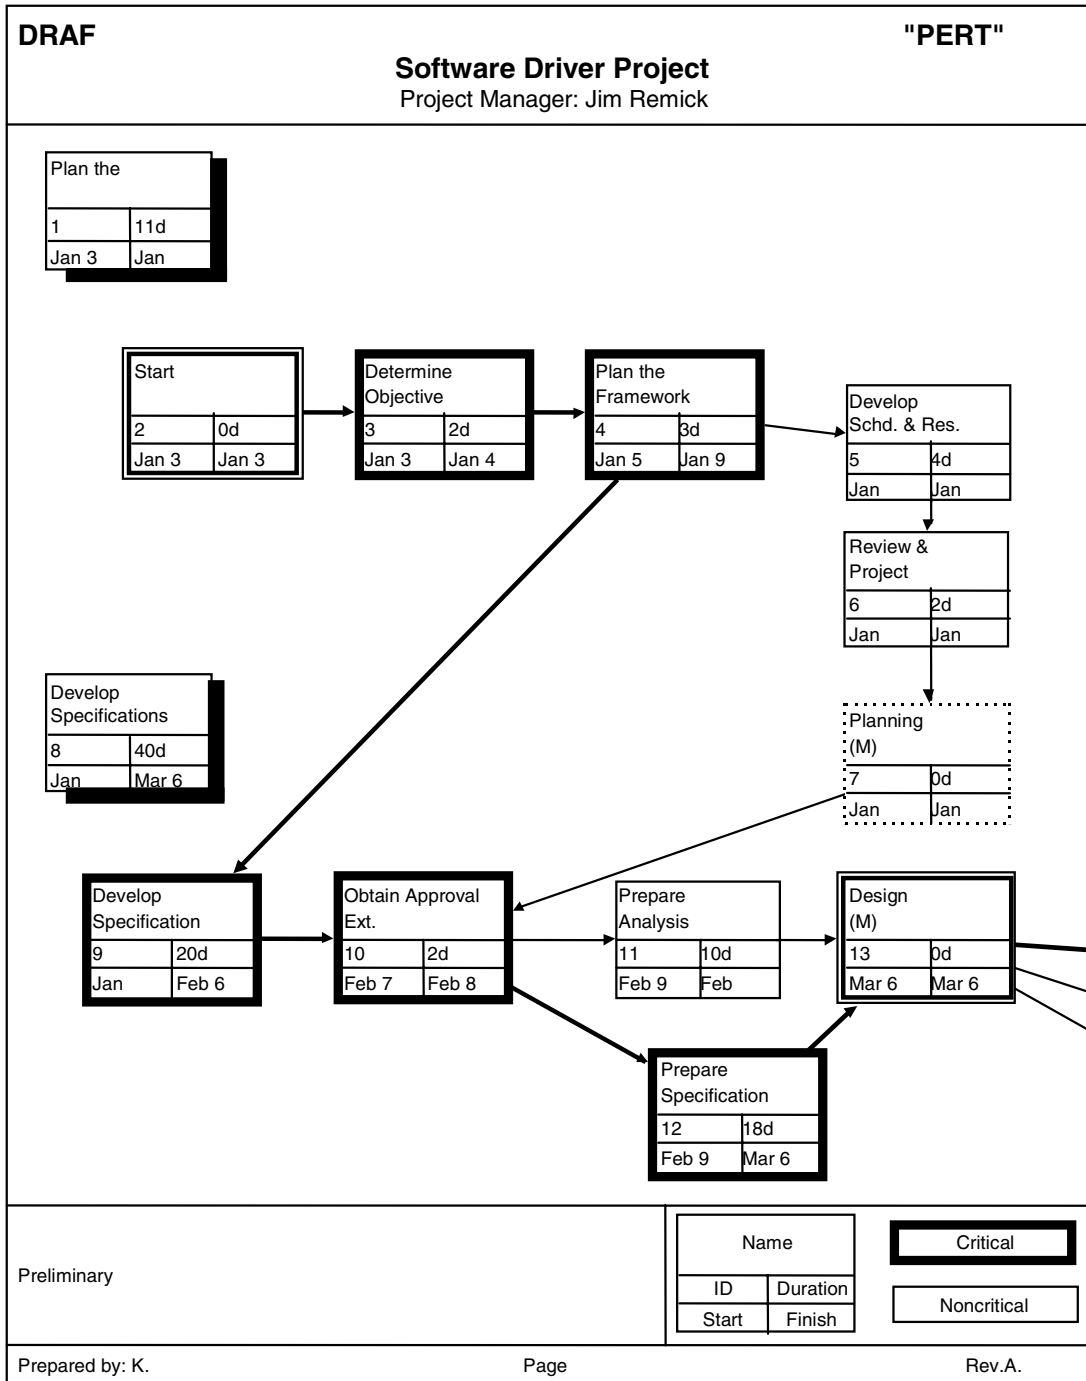 DRAF
"PERT"
Software Driver Project
Project Manager: Jim Remick
Plan the
1 11d
Jan 3 Jan
Start
2 0d
Jan 3 Jan 3
Determine
Objective
3 2d
Jan 3 Jan 4
Plan the
Framework
4 3d
Jan 5 Jan 9
Develop
Schd. & Res.
5 4d
Jan Jan
Review &
Project
6 2d
Jan Jan
Planning
(M)
7 0d
Jan Jan
Develop
Specifications
8 40d
Jan Mar 6
Develop
Specification
9 20d
Jan Feb 6
Obtain Approval
Ext.
10 2d
Feb 7 Feb 8
Prepare
Analysis
11 10d
Feb 9 Feb
Design
(M)
13 0d
Mar 6 Mar 6
Prepare
Specification
12 18d
Feb 9 Mar 6
Preliminary
Name
ID Duration
Start Finish
Critical
Noncritical
Prepared by: K.
Page
Rev.A.